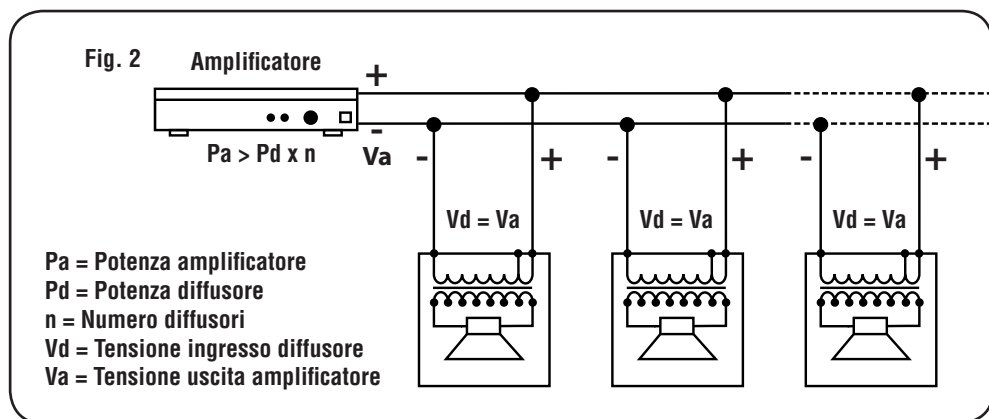 Fig. 2
Amplificatore
+
-
Pa > Pd x n
Va
- + - + - +
Vd = Va Vd = Va Vd = Va
Pa = Potenza amplificatore
Pd = Potenza diffusore
n = Numero diffusori
Vd = Tensione ingresso diffusore
Va = Tensione uscita amplificatore